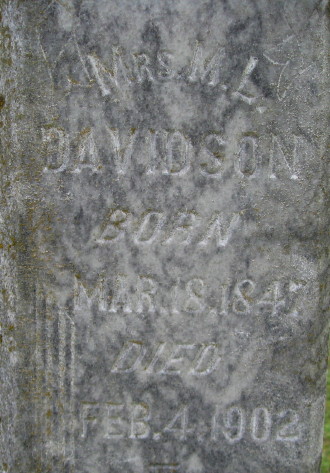 MRS. M. L.
DAVIDSON
BORN
MAR. 18. 1847
DIED
FEB. 4. 1902